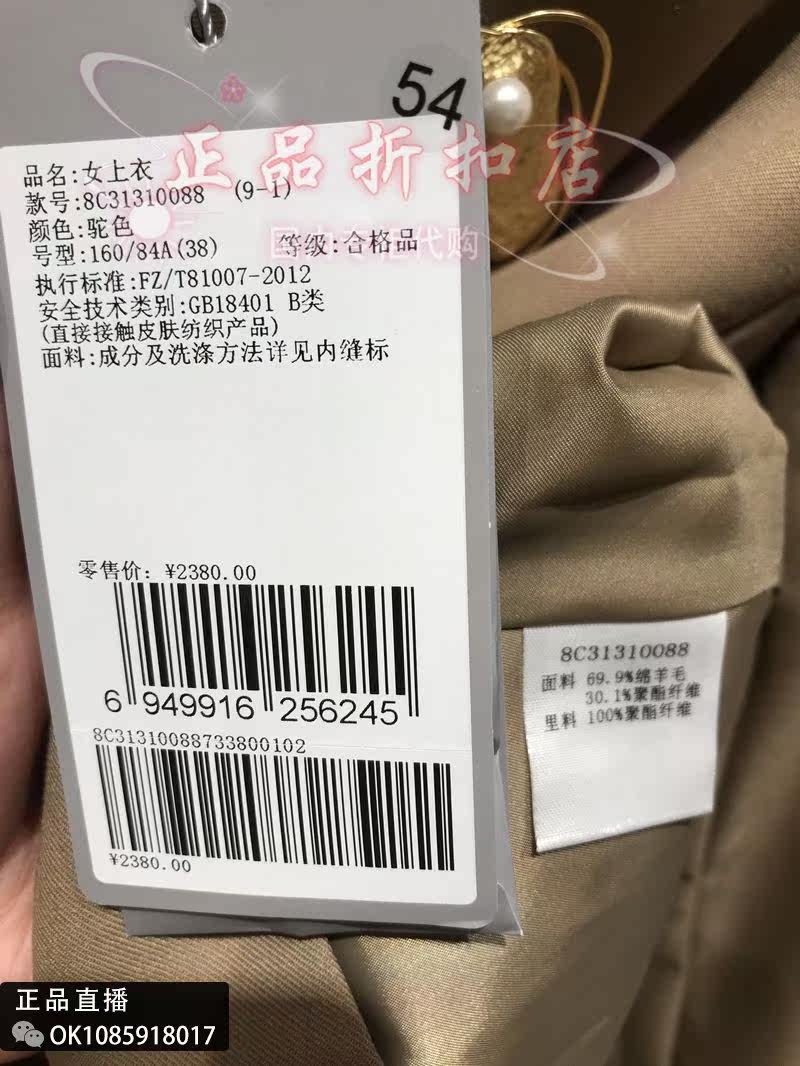 54
正品折扣店
品名:女上衣
款号:8C31310088 (9-1)
颜色:驼色
号型:160/84A(38) 等级:合格品
执行标准:FZ/T81007-2012
安全技术类别:GB18401 B类
(直接接触皮肤纺织产品)
面料:成分及洗涤方法详见内缝标
零售价: ¥2380.00
6 949916 256245
8C31310088733800102
¥2380.00
8C31310088
面料 69.9%绵羊毛
30.1%聚酯纤维
里料 100%聚酯纤维
正品直播
OK1085918017